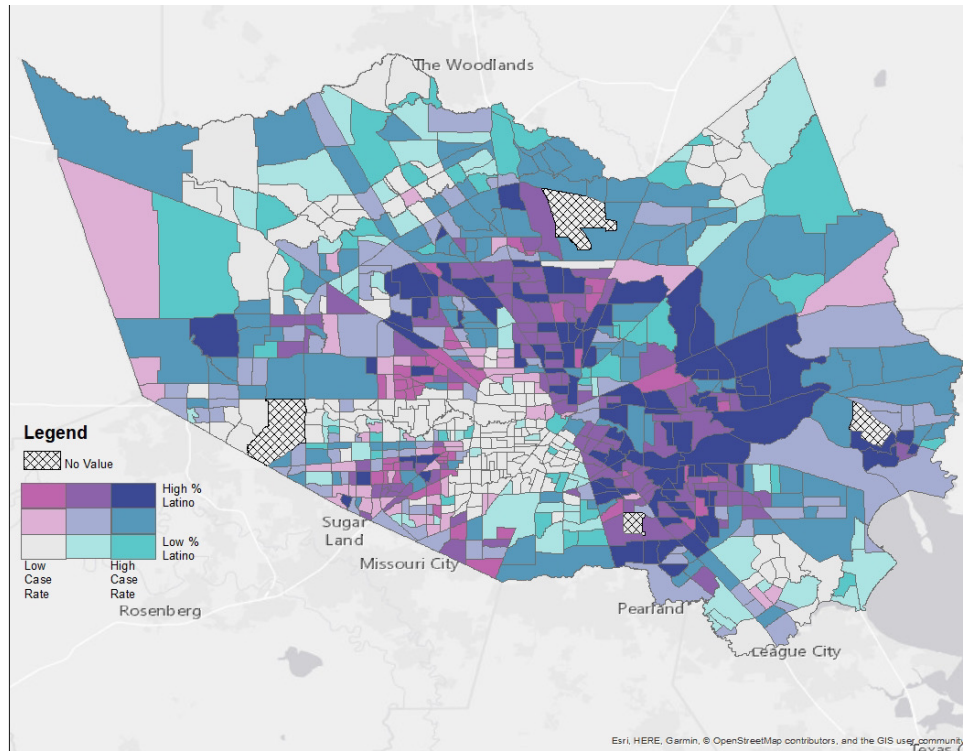 The Woodlands
Legend
No Value
High %
Latino
Low %
Latino
Low
Case
Rate
High
Case
Rate
Sugar
Land
Missouri City
Rosenberg
Pearland
League City
Esri, HERE, Garmin, © OpenStreetMap contributors, and the GIS user community